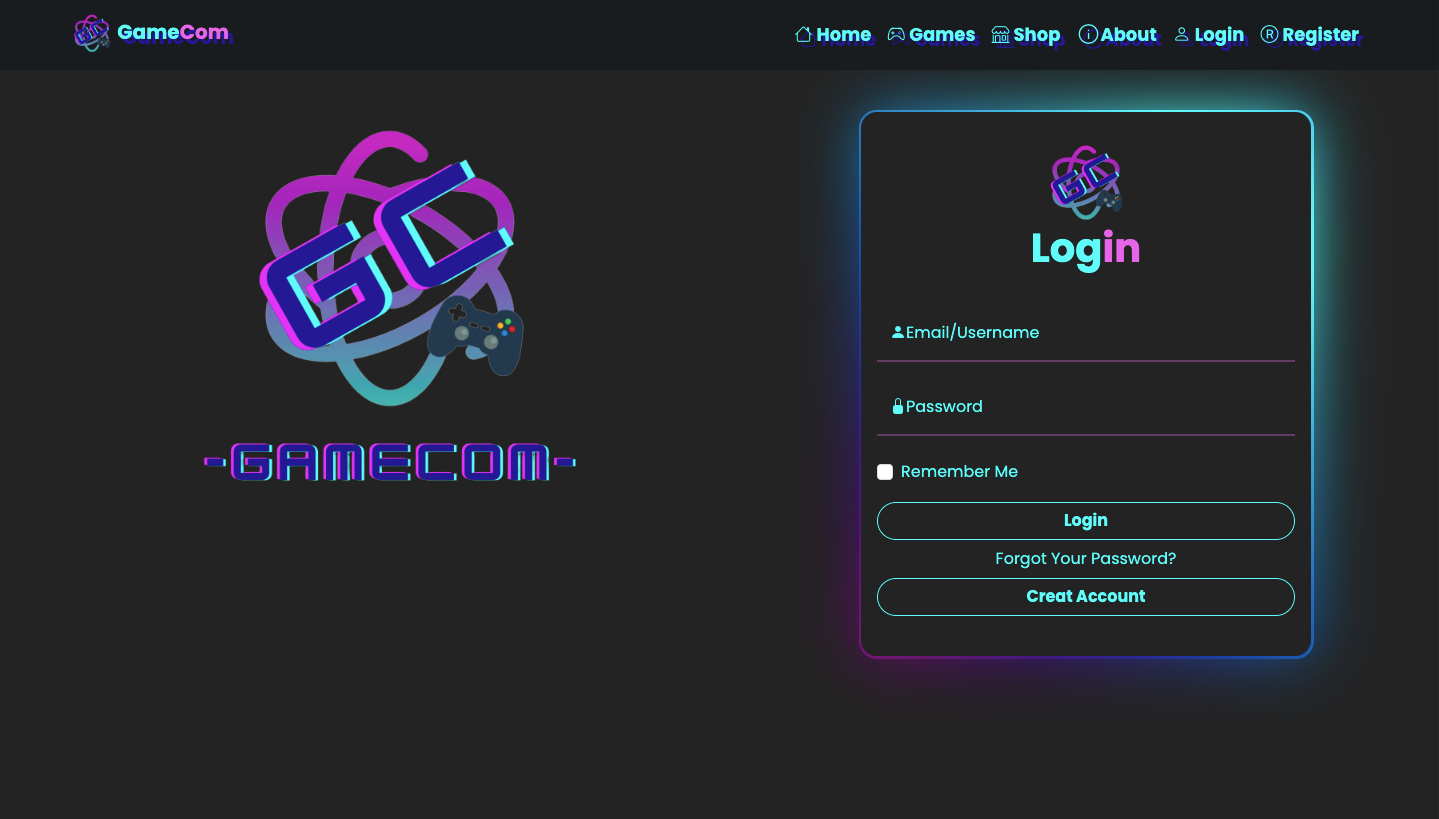 GameCom Home Games Shop About Login Register
GC
-GAMECOM-
GC
Login
Email/Username
Password
Remember Me
Login
Forgot Your Password?
Creat Account